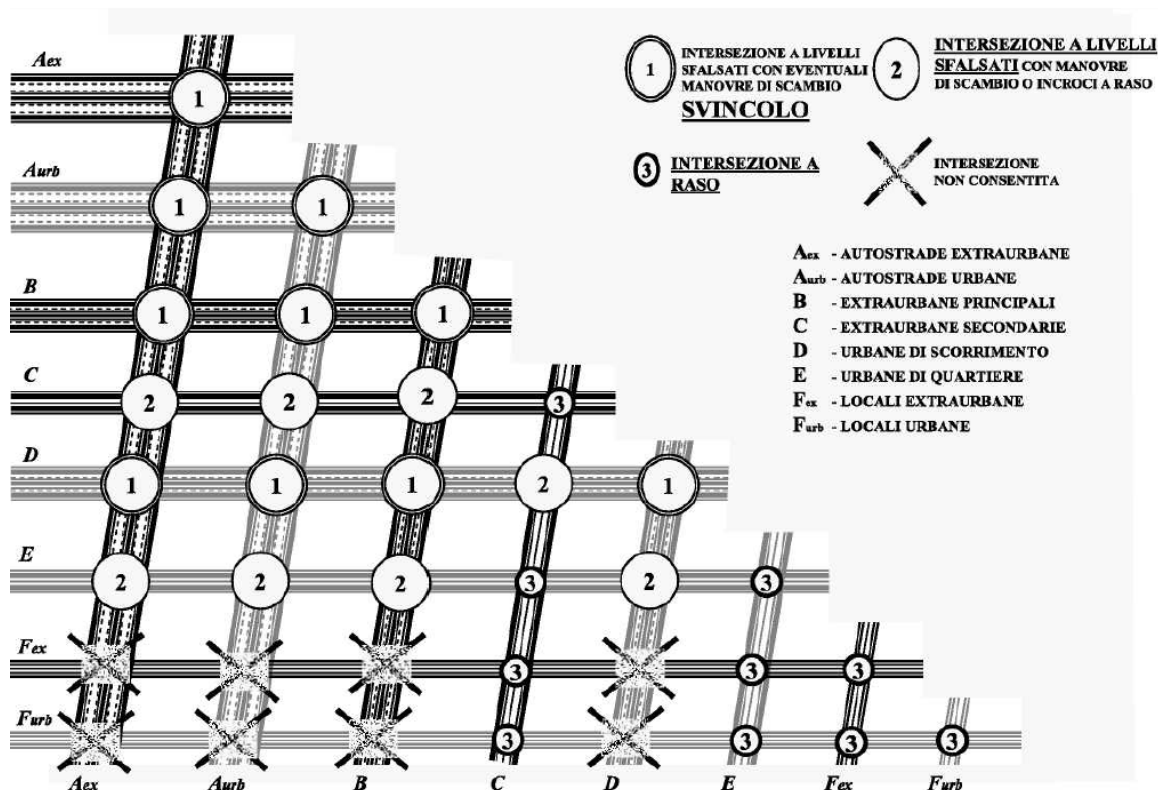 Aex
1
INTERSEZIONE A LIVELLI
SFALSATI CON EVENTUALI
MANOVRE DI SCAMBIO
SVINCOLO
2
INTERSEZIONE A LIVELLI
SFALSATI CON MANOVRE
DI SCAMBIO O INCROCI A RASO
3
INTERSEZIONE A
RASO
INTERSEZIONE
NON CONSENTITA
Aex - AUTOSTRADE EXTRAURBANE
Aurb - AUTOSTRADE URBANE
B - EXTRAURBANE PRINCIPALI
C - EXTRAURBANE SECONDARIE
D - URBANE DI SCORRIMENTO
E - URBANE DI QUARTIERE
Fex - LOCALI EXTRAURBANE
Furb - LOCALI URBANE
1
Aurb
1 1
B
1 1 1
C
2 2 2 3
D
1 1 1 2 1
E
2 2 2 3 2 3
Fex
3 3 3
Furb
3 3 3 3
Aex Aurb B C D E Fex Furb